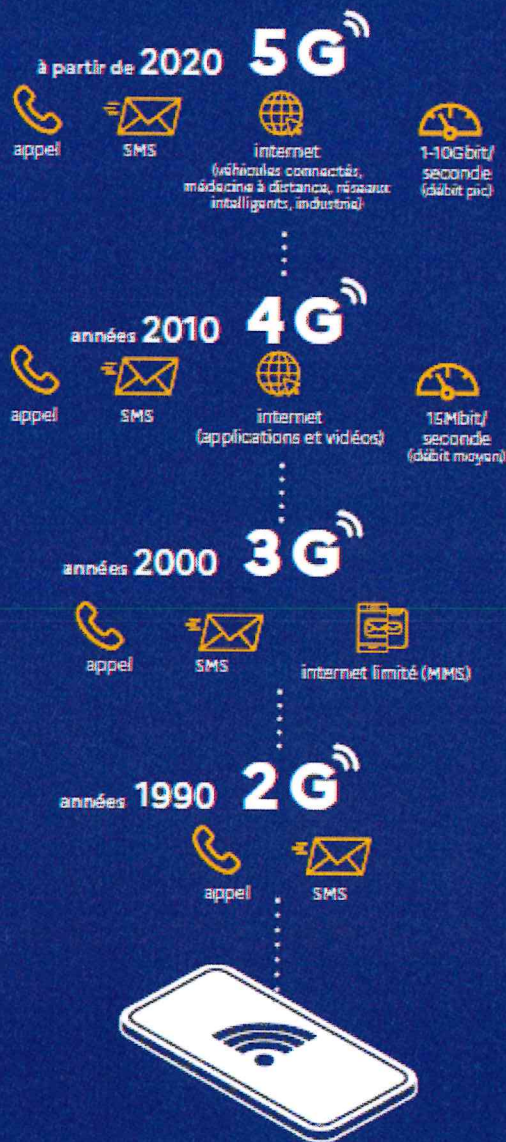 à partir de 2020 5G
appel
SMS
internet
(véhicules connectés,
médecine à distance, réseaux
intelligents, industrie)
1-10Gbit/
seconde
(débit pic)
années 2010 4G
appel
SMS
internet
(applications et vidéos)
15Mbit/
seconde
(débit moyen)
années 2000 3G
appel
SMS
internet limité (MMS)
années 1990 2G
appel
SMS